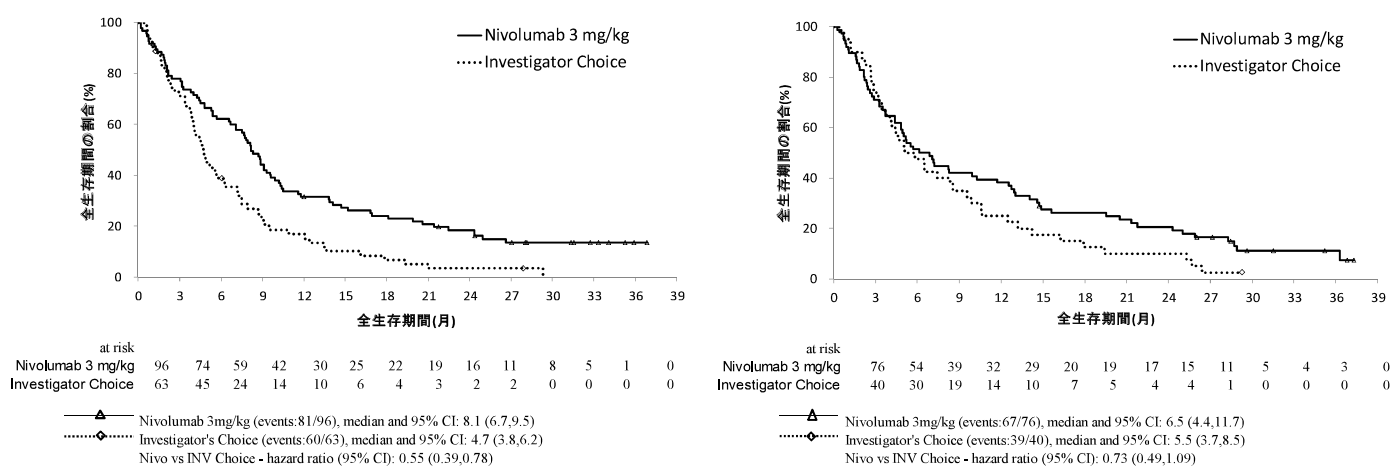 100
80
60
40
20
0
全生存期間の割合(%)
Nivolumab 3 mg/kg
Investigator Choice
0 3 6 9 12 15 18 21 24 27 30 33 36 39
全生存期間(月)
at risk
Nivolumab 3 mg/kg 96 74 59 42 30 25 22 19 16 11 8 5 1 0
Investigator Choice 63 45 24 14 10 6 4 3 2 2 0 0 0 0
Nivolumab 3mg/kg (events:81/96), median and 95% CI: 8.1 (6.7,9.5)
Investigator's Choice (events:60/63), median and 95% CI: 4.7 (3.8,6.2)
Nivo vs INV Choice - hazard ratio (95% CI): 0.55 (0.39,0.78)
100
80
60
40
20
0
全生存期間の割合(%)
Nivolumab 3 mg/kg
Investigator Choice
0 3 6 9 12 15 18 21 24 27 30 33 36 39
全生存期間(月)
at risk
Nivolumab 3 mg/kg 76 54 39 32 29 20 19 17 15 11 5 4 3 0
Investigator Choice 40 30 19 14 10 7 5 4 4 1 0 0 0 0
Nivolumab 3mg/kg (events:67/76), median and 95% CI: 6.5 (4.4,11.7)
Investigator's Choice (events:39/40), median and 95% CI: 5.5 (3.7,8.5)
Nivo vs INV Choice - hazard ratio (95% CI): 0.73 (0.49,1.09)